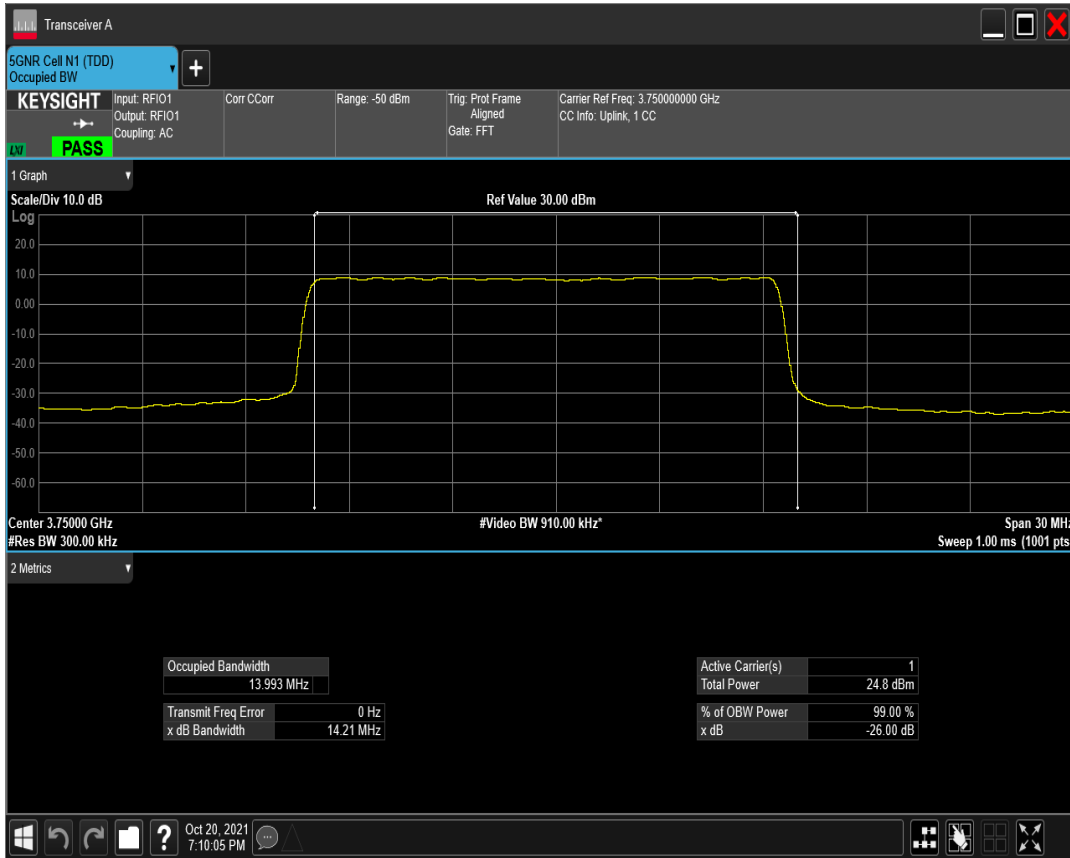 Transceiver A
5GNR Cell N1 (TDD)
Occupied BW
KEYSIGHT
LXI
PASS
Input: RFIO1
Output: RFIO1
Coupling: AC
Corr CCorr
Range: -50 dBm
Trig: Prot Frame
Aligned
Gate: FFT
Carrier Ref Freq: 3.750000000 GHz
CC Info: Uplink, 1 CC
1 Graph
Scale/Div 10.0 dB
Ref Value 30.00 dBm
Log
20.0
10.0
0.00
-10.0
-20.0
-30.0
-40.0
-50.0
-60.0
Center 3.75000 GHz
#Video BW 910.00 kHz*
Span 30 MHz
#Res BW 300.00 kHz
Sweep 1.00 ms (1001 pts
2 Metrics
Occupied Bandwidth
13.993 MHz
Transmit Freq Error 0 Hz
x dB Bandwidth 14.21 MHz
Active Carrier(s) 1
Total Power 24.8 dBm
% of OBW Power 99.00 %
x dB -26.00 dB
?
Oct 20, 2021
7:10:05 PM